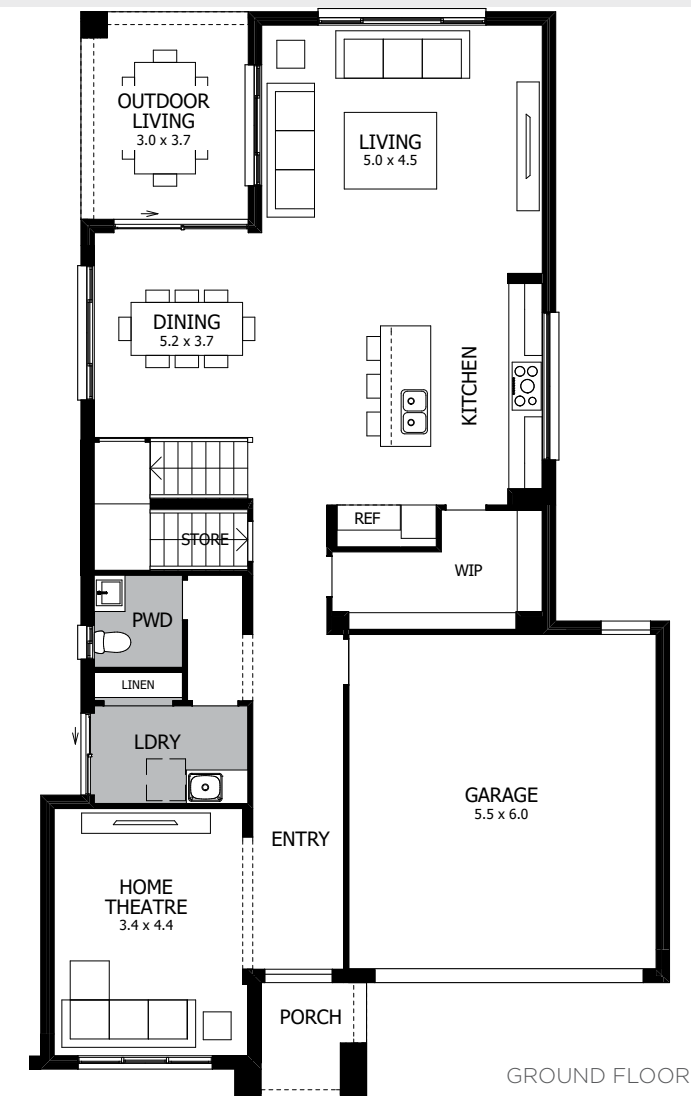 OUTDOOR
LIVING
3.0 x 3.7
LIVING
5.0 x 4.5
DINING
5.2 x 3.7
KITCHEN
REF
STORE
WIP
PWD
LINEN
LDRY
GARAGE
5.5 x 6.0
ENTRY
HOME
THEATRE
3.4 x 4.4
PORCH
GROUND FLOOR